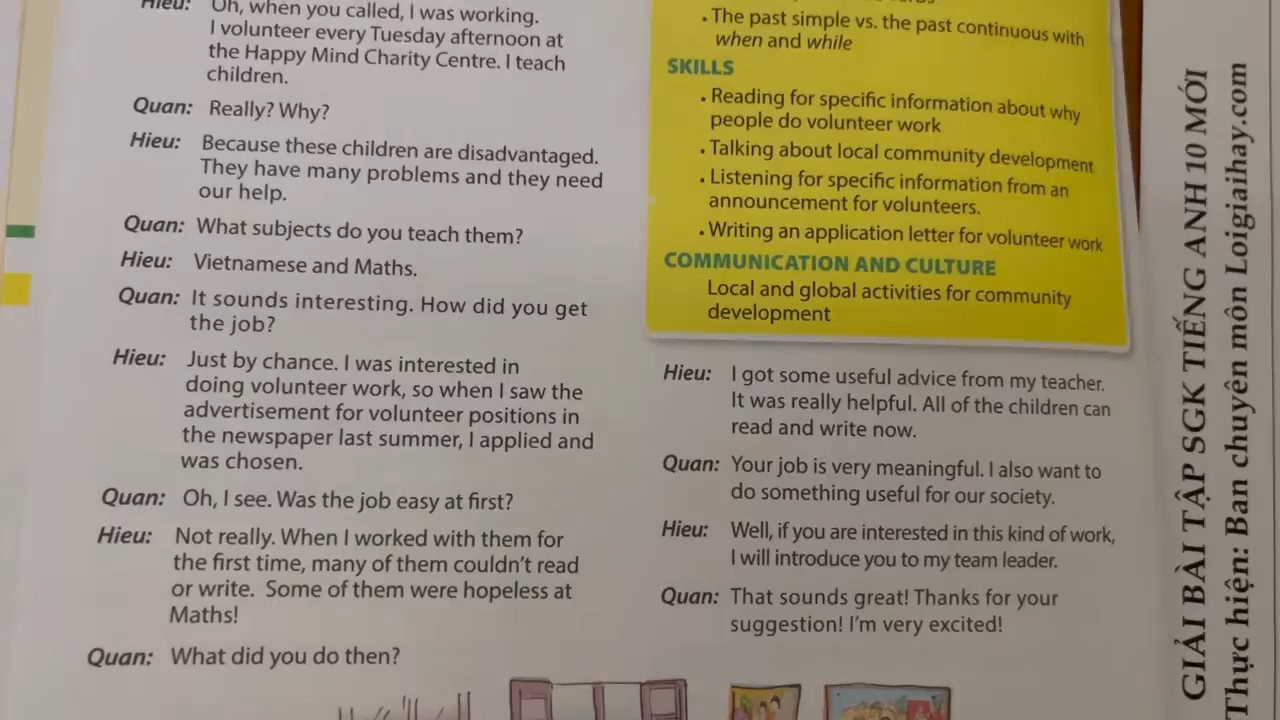 Hieu: Oh, when you called, I was working.
I volunteer every Tuesday afternoon at
the Happy Mind Charity Centre. I teach
children.
Quan: Really? Why?
Hieu: Because these children are disadvantaged.
They have many problems and they need
our help.
Quan: What subjects do you teach them?
Hieu: Vietnamese and Maths.
Quan: It sounds interesting. How did you get
the job?
Hieu: Just by chance. I was interested in
doing volunteer work, so when I saw the
advertisement for volunteer positions in
the newspaper last summer, I applied and
was chosen.
Quan: Oh, I see. Was the job easy at first?
Hieu: Not really. When I worked with them for
the first time, many of them couldn't read
or write. Some of them were hopeless at
Maths!
Quan: What did you do then?
• The past simple vs. the past continuous with
when and while
SKILLS
• Reading for specific information about why
people do volunteer work
• Talking about local community development
• Listening for specific information from an
announcement for volunteers.
• Writing an application letter for volunteer work
COMMUNICATION AND CULTURE
Local and global activities for community
development
Hieu: I got some useful advice from my teacher.
It was really helpful. All of the children can
read and write now.
Quan: Your job is very meaningful. I also want to
do something useful for our society.
Hieu: Well, if you are interested in this kind of work,
I will introduce you to my team leader.
Quan: That sounds great! Thanks for your
suggestion! I'm very excited!
GIẢI BÀI TẬP SGK TIẾNG ANH 10 MỚI
Thực hiện: Ban chuyên môn Loigiaihay.com